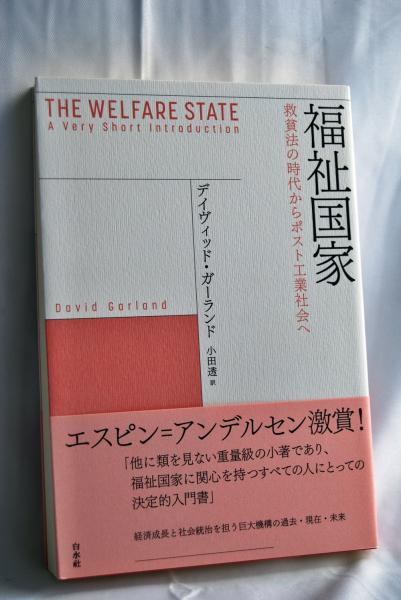 THE WELFARE STATE
A Very Short Introduction
福祉国家
救貧法の時代からポスト工業社会へ
デイヴィッド・ガーランド
小田透 訳
David Garland
エスピン=アンデルセン激賞!
「他に類を見ない重量級の小著であり、
福祉国家に関心を持つすべての人にとっての
決定的入門書」
経済成長と社会統治を担う巨大機構の過去・現在・未来
白水社